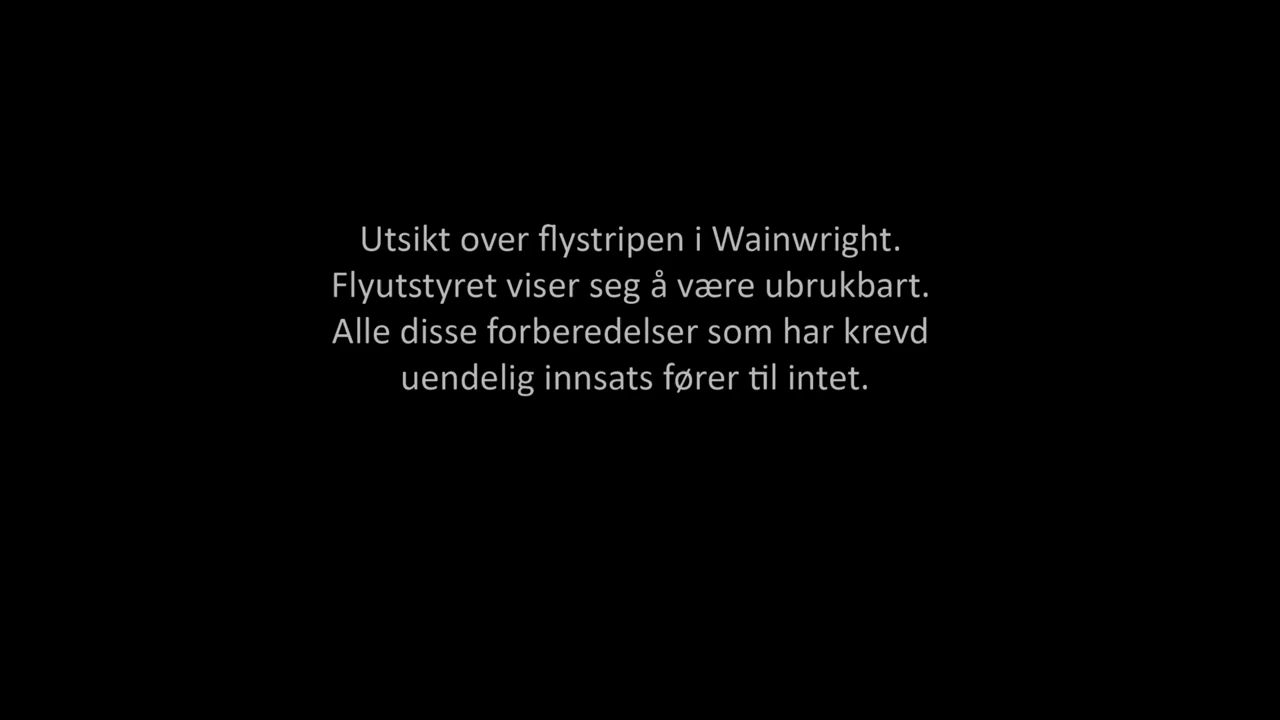 Utsikt over flystripen i Wainwright.
Flyutstyret viser seg å være ubrukbart.
Alle disse forberedelser som har krevd
uendelig innsats fører til intet.